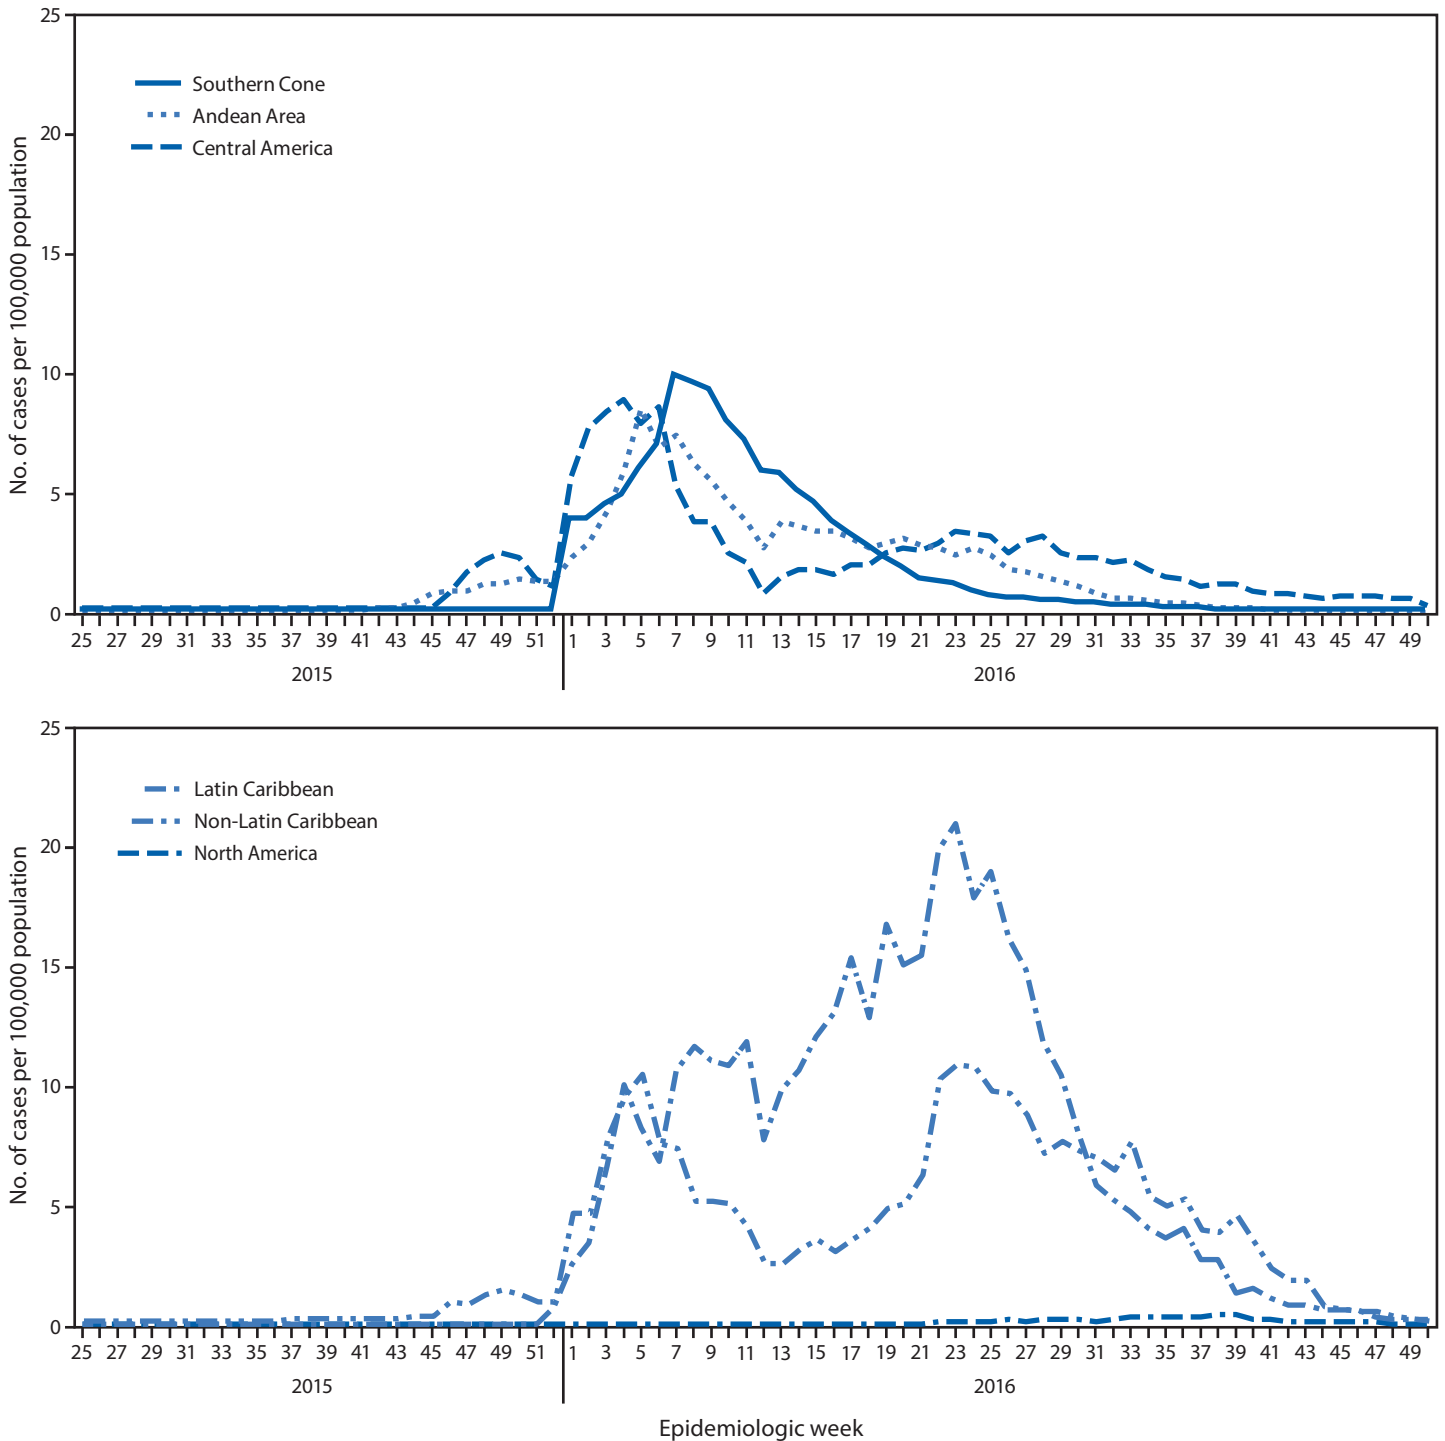 No. of cases per 100,000 population
25
20
15
10
5
0
Southern Cone
Andean Area
Central America
25 27 29 31 33 35 37 39 41 43 45 47 49 51 1 3 5 7 9 11 13 15 17 19 21 23 25 27 29 31 33 35 37 39 41 43 45 47 49
2015 2016
No. of cases per 100,000 population
25
20
15
10
5
0
Latin Caribbean
Non-Latin Caribbean
North America
25 27 29 31 33 35 37 39 41 43 45 47 49 51 1 3 5 7 9 11 13 15 17 19 21 23 25 27 29 31 33 35 37 39 41 43 45 47 49
2015 2016
Epidemiologic week